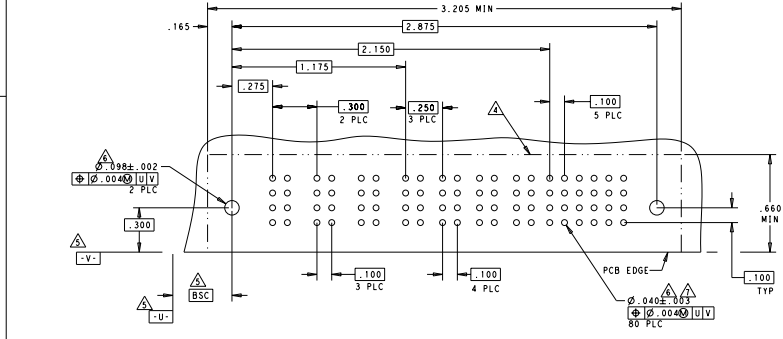 3.205 MIN
.165
2.875
2.150
1.175
.275
.300
2 PLC
.250
3 PLC
4
.100
5 PLC
6
Ø.098±.002
⌖ Ø.004Ⓜ U V
2 PLC
.300
.660
MIN
5
-V-
5
BSC
5
-U-
.100
3 PLC
.100
4 PLC
PCB EDGE
.100
TYP
6 7
Ø.040±.003
⌖ Ø.004Ⓜ U V
80 PLC